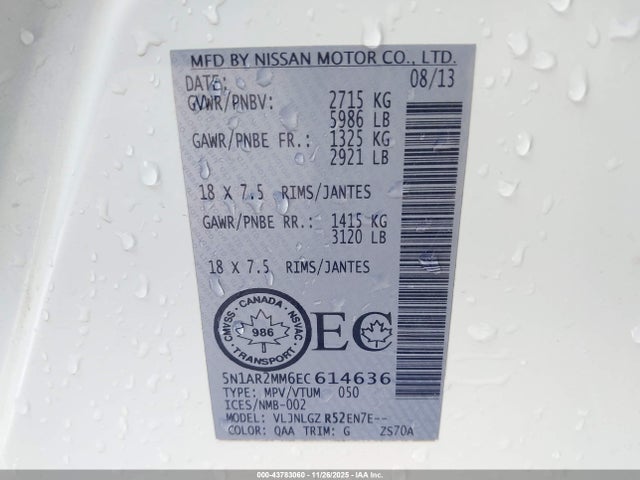 MFD BY NISSAN MOTOR CO., LTD.
DATE: 08/13
GVWR/PNBV: 2715 KG
5986 LB
GAWR/PNBE FR.: 1325 KG
2921 LB
18 X 7.5 RIMS/JANTES
GAWR/PNBE RR.: 1415 KG
3120 LB
18 X 7.5 RIMS/JANTES
CANADA
CMVSS NSVAC
986
TRANSPORT
EC
5N1AR2MM6EC614636
TYPE: MPV/VTUM 050
ICES/NMB-002
MODEL: VLJNLGZ R52EN7E--
COLOR: QAA TRIM: G ZS70A
000-43783060 - 11/26/2025 - IAA Inc.